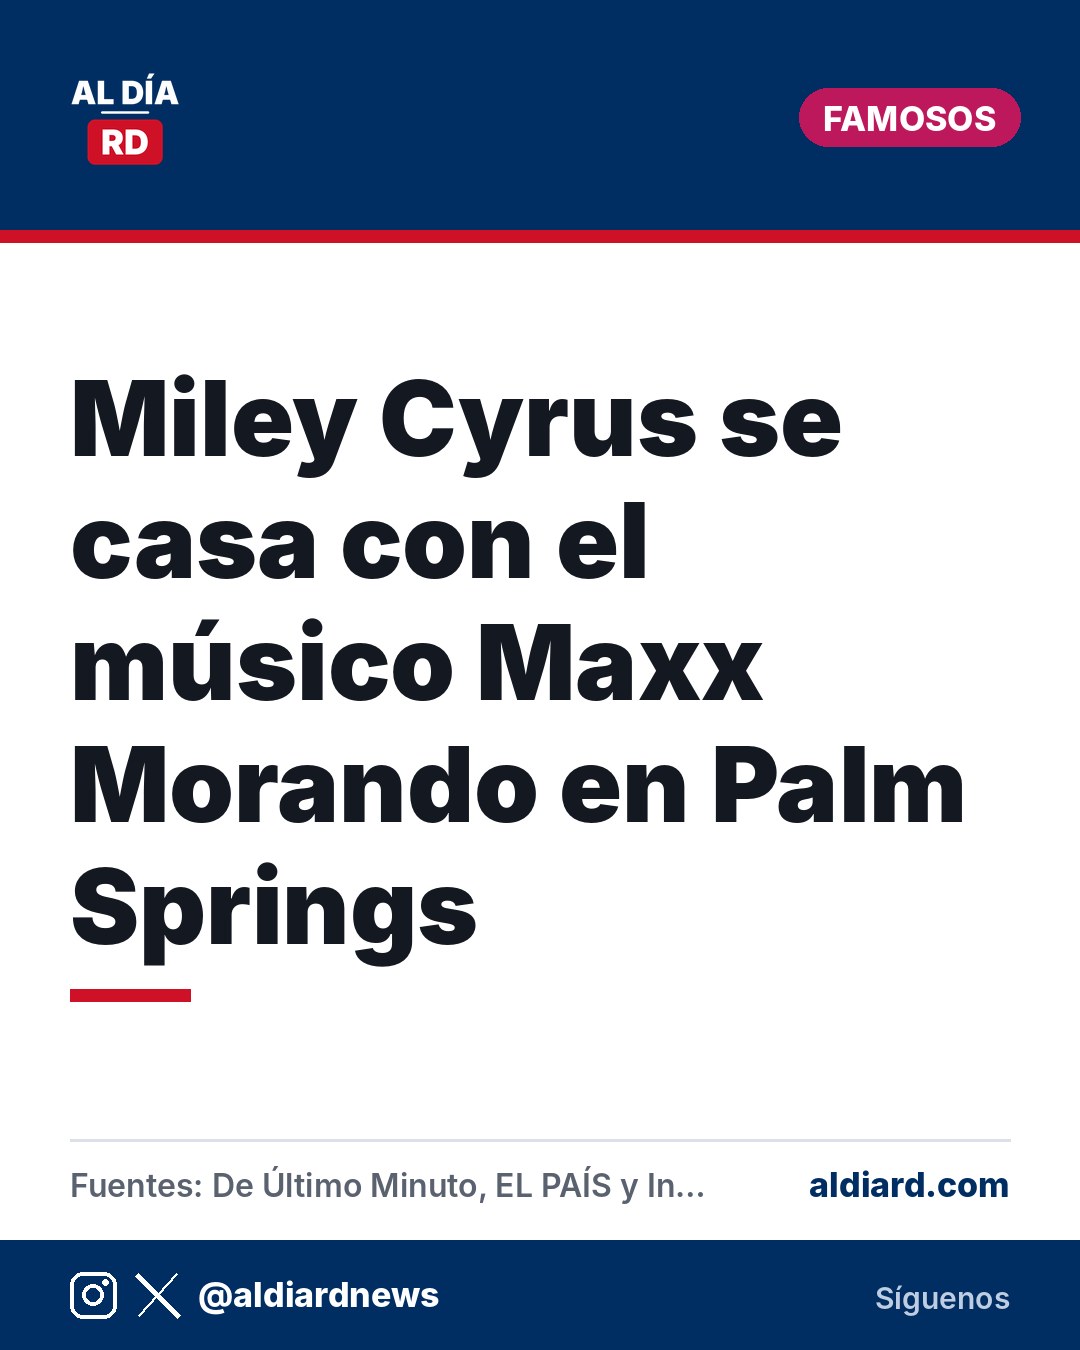 AL DÍA
RD
FAMOSOS
Miley Cyrus se
casa con el
músico Maxx
Morando en Palm
Springs
Fuentes: De Último Minuto, EL PAÍS y In...
aldiard.com
@aldiardnews
Síguenos